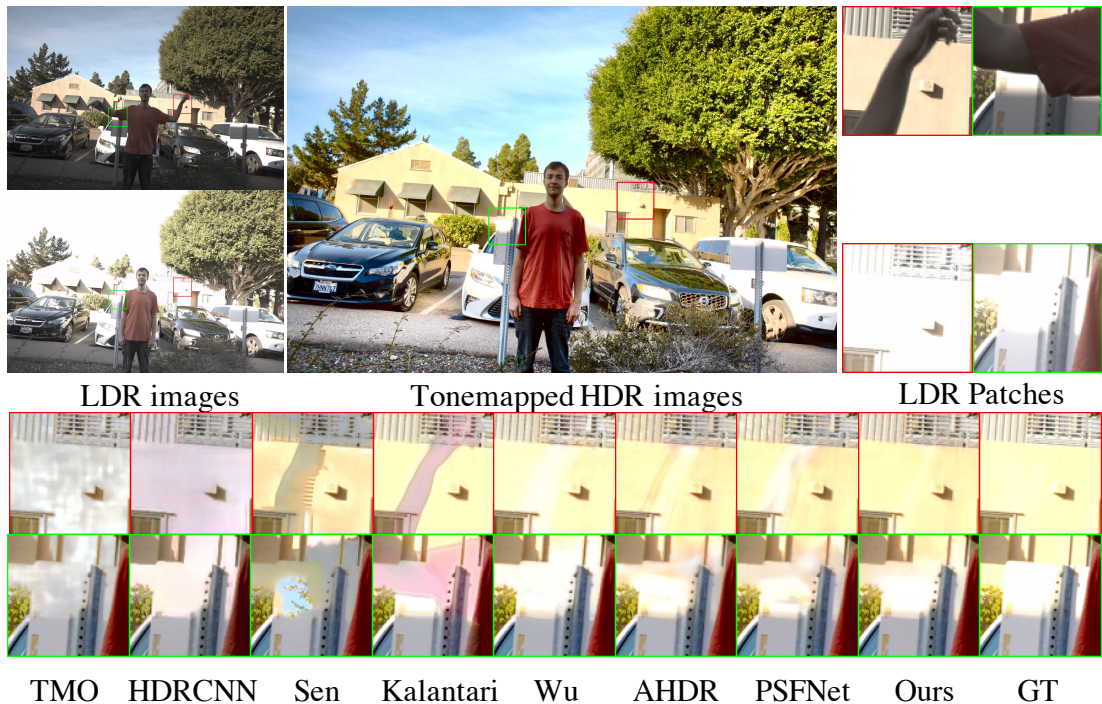 LDR images
Tonemapped HDR images
LDR Patches
TMO
HDRCNN
Sen
Kalantari
Wu
AHDR
PSFNet
Ours
GT